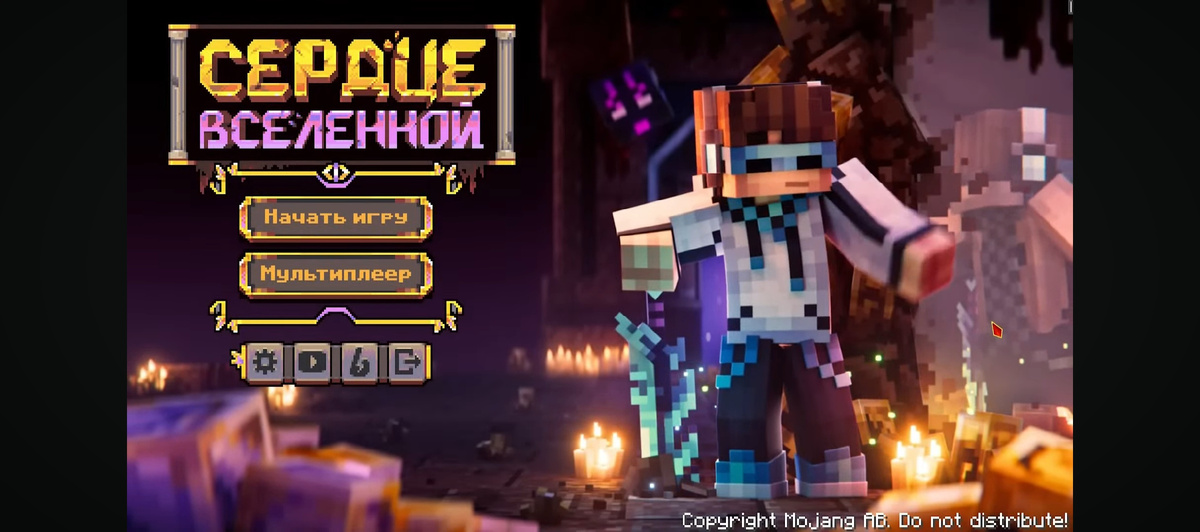 СЕРДЦЕ
ВСЕЛЕННОЙ
Начать игру
Мультиплеер
Copyright Mojang AB. Do not distribute!